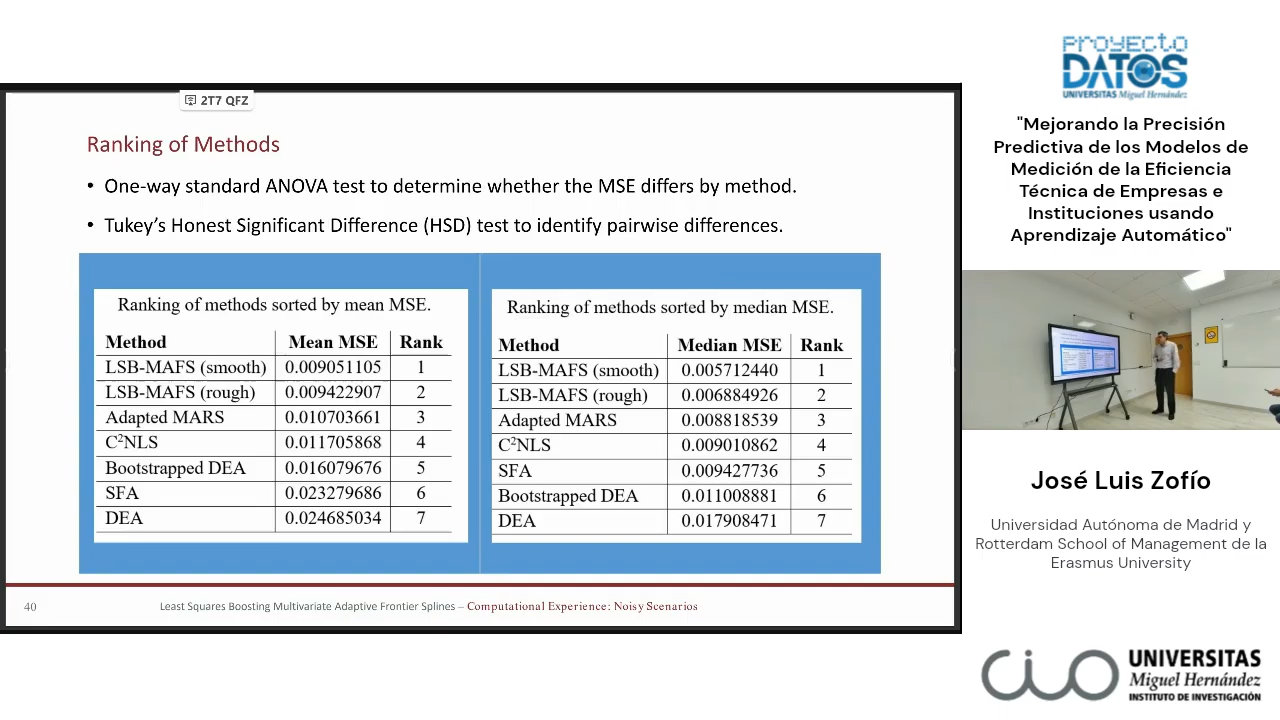 2T7 QFZ
Ranking of Methods
• One-way standard ANOVA test to determine whether the MSE differs by method.
• Tukey's Honest Significant Difference (HSD) test to identify pairwise differences.
Ranking of methods sorted by mean MSE.
Method Mean MSE Rank
LSB-MAFS (smooth) 0.009051105 1
LSB-MAFS (rough) 0.009422907 2
Adapted MARS 0.010703661 3
C²NLS 0.011705868 4
Bootstrapped DEA 0.016079676 5
SFA 0.023279686 6
DEA 0.024685034 7
Ranking of methods sorted by median MSE.
Method Median MSE Rank
LSB-MAFS (smooth) 0.005712440 1
LSB-MAFS (rough) 0.006884926 2
Adapted MARS 0.008818539 3
C²NLS 0.009010862 4
SFA 0.009427736 5
Bootstrapped DEA 0.011008881 6
DEA 0.017908471 7
40
Least Squares Boosting Multivariate Adaptive Frontier Splines – Computational Experience: Noisy Scenarios
PROYECTO
DATOS
UNIVERSITAS Miguel Hernández
"Mejorando la Precisión
Predictiva de los Modelos de
Medición de la Eficiencia
Técnica de Empresas e
Instituciones usando
Aprendizaje Automático"
José Luis Zofío
Universidad Autónoma de Madrid y
Rotterdam School of Management de la
Erasmus University
CIO
UNIVERSITAS
Miguel Hernández
INSTITUTO DE INVESTIGACIÓN